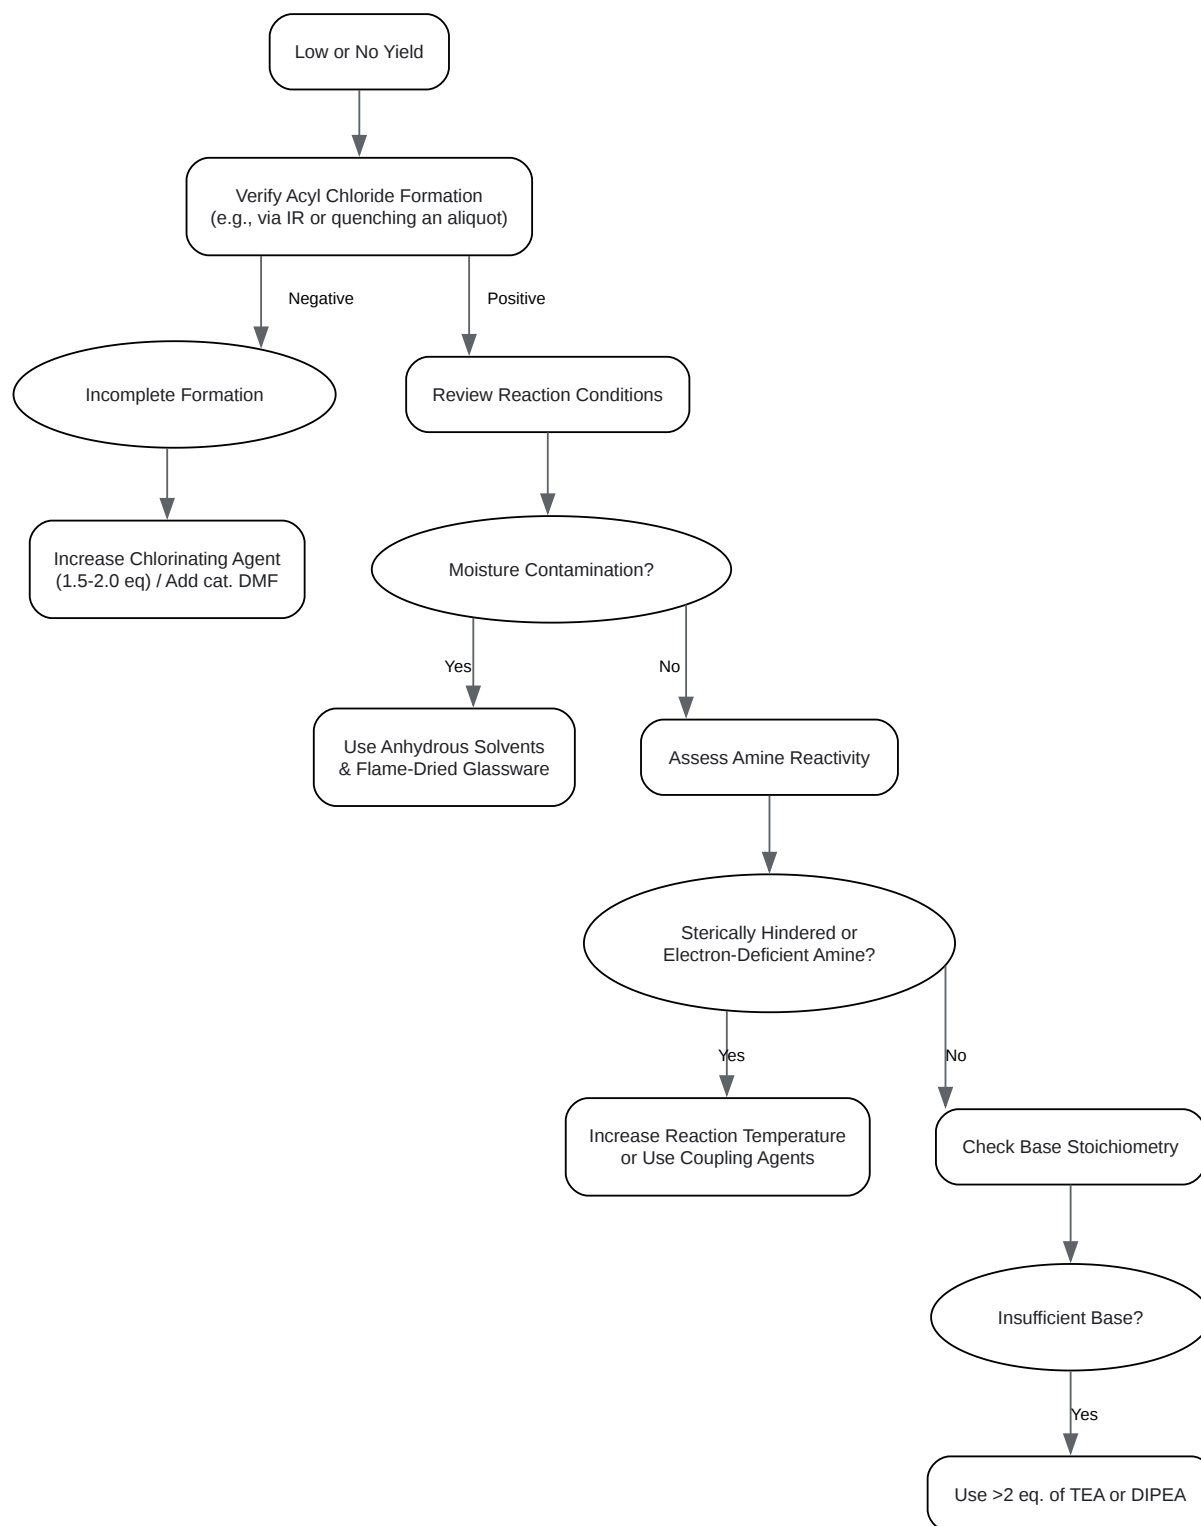 Low or No Yield
Verify Acyl Chloride Formation
(e.g., via IR or quenching an aliquot)
Negative
Positive
Incomplete Formation
Review Reaction Conditions
Increase Chlorinating Agent
(1.5-2.0 eq) / Add cat. DMF
Moisture Contamination?
Yes
No
Use Anhydrous Solvents
& Flame-Dried Glassware
Assess Amine Reactivity
Sterically Hindered or
Electron-Deficient Amine?
Yes
No
Increase Reaction Temperature
or Use Coupling Agents
Check Base Stoichiometry
Insufficient Base?
Yes
Use >2 eq. of TEA or DIPEA